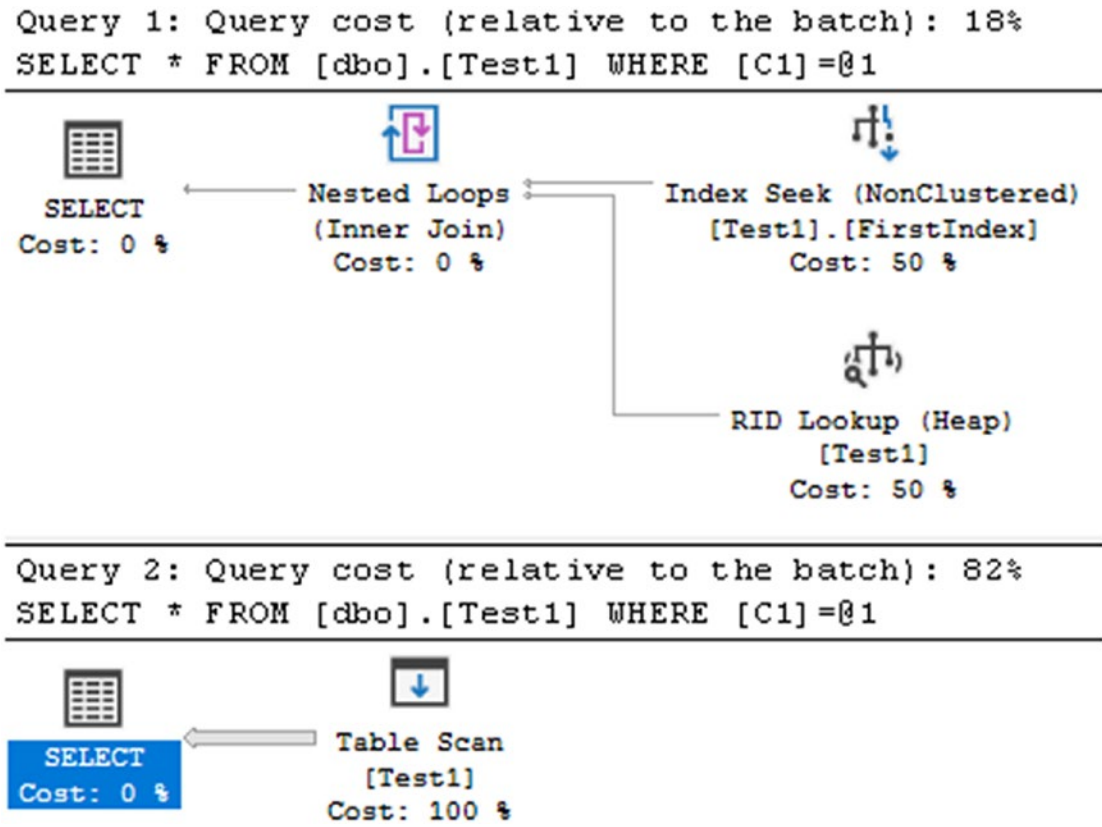 Query 1: Query cost (relative to the batch): 18%
SELECT * FROM [dbo].[Test1] WHERE [C1]=@1
SELECT
Cost: 0 %
Nested Loops
(Inner Join)
Cost: 0 %
Index Seek (NonClustered)
[Test1].[FirstIndex]
Cost: 50 %
RID Lookup (Heap)
[Test1]
Cost: 50 %
Query 2: Query cost (relative to the batch): 82%
SELECT * FROM [dbo].[Test1] WHERE [C1]=@1
SELECT
Cost: 0 %
Table Scan
[Test1]
Cost: 100 %